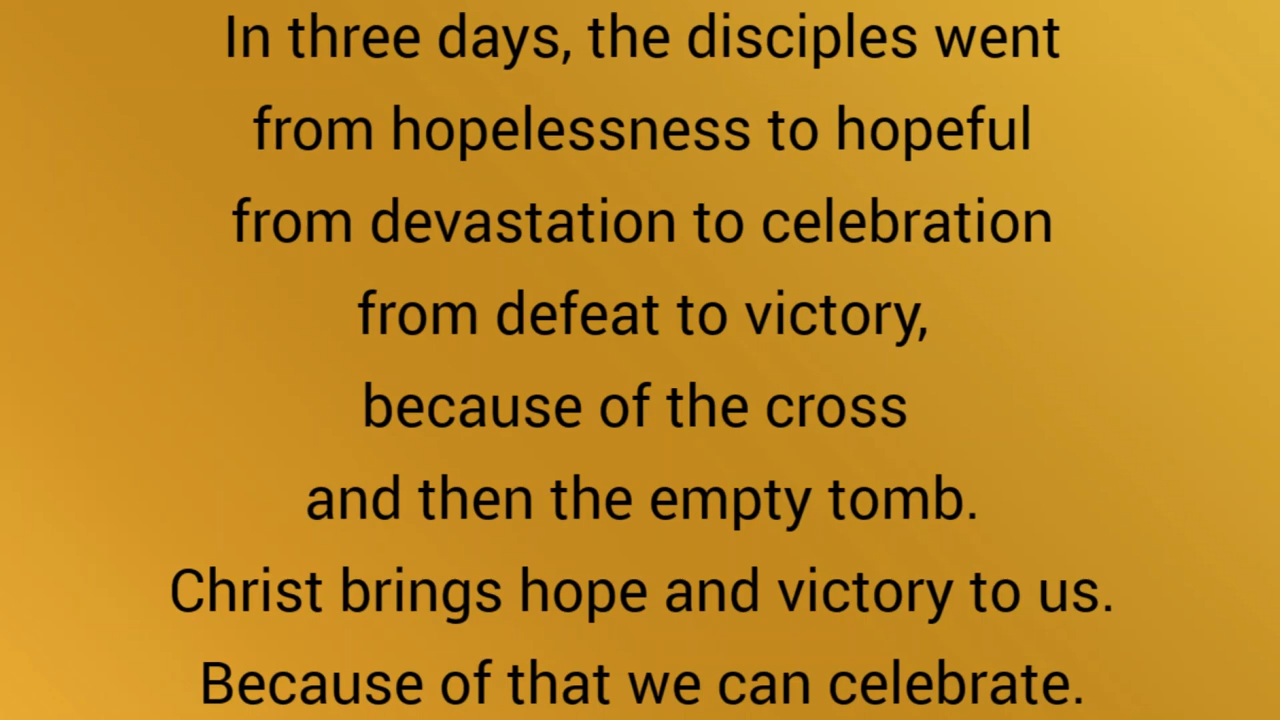 In three days, the disciples went
from hopelessness to hopeful
from devastation to celebration
from defeat to victory,
because of the cross
and then the empty tomb.
Christ brings hope and victory to us.
Because of that we can celebrate.